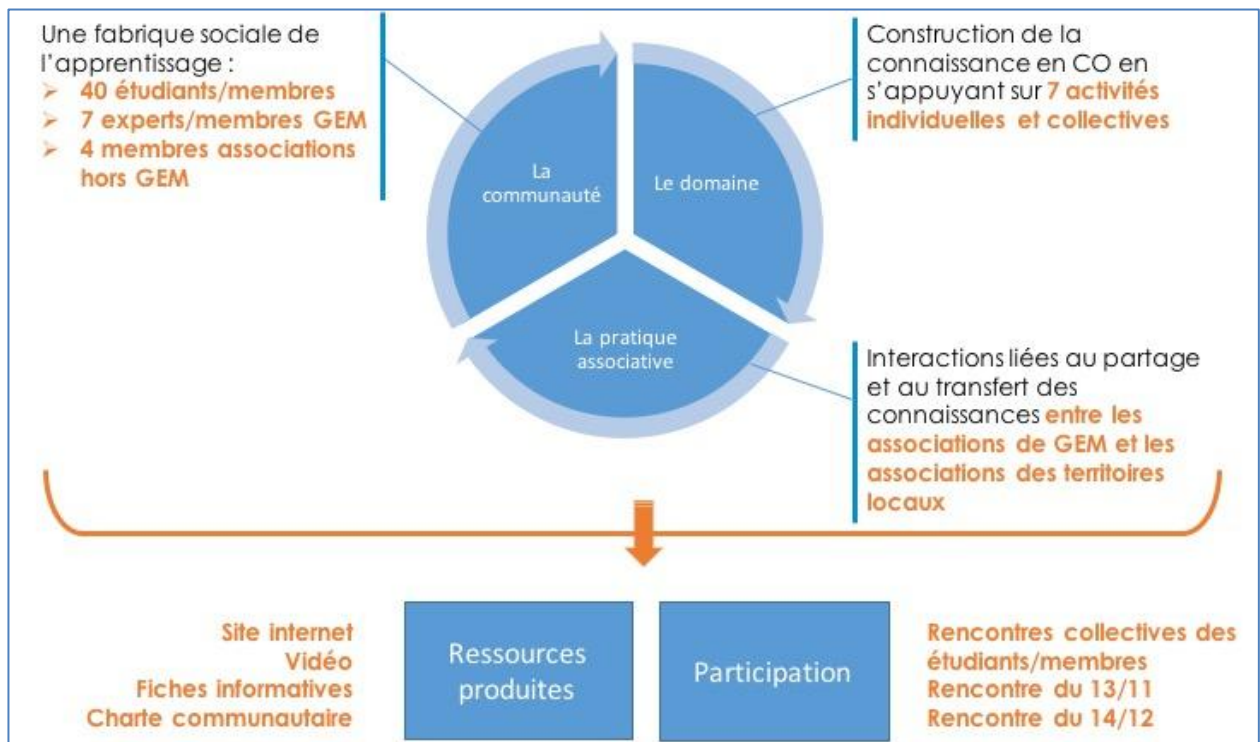 Une fabrique sociale de
l'apprentissage :
➢ 40 étudiants/membres
➢ 7 experts/membres GEM
➢ 4 membres associations
hors GEM
Construction de la
connaissance en CO en
s'appuyant sur 7 activités
individuelles et collectives
La
communauté
Le domaine
La pratique
associative
Interactions liées au partage
et au transfert des
connaissances entre les
associations de GEM et les
associations des territoires
locaux
Site internet
Vidéo
Fiches informatives
Charte communautaire
Ressources
produites
Participation
Rencontres collectives des
étudiants/membres
Rencontre du 13/11
Rencontre du 14/12